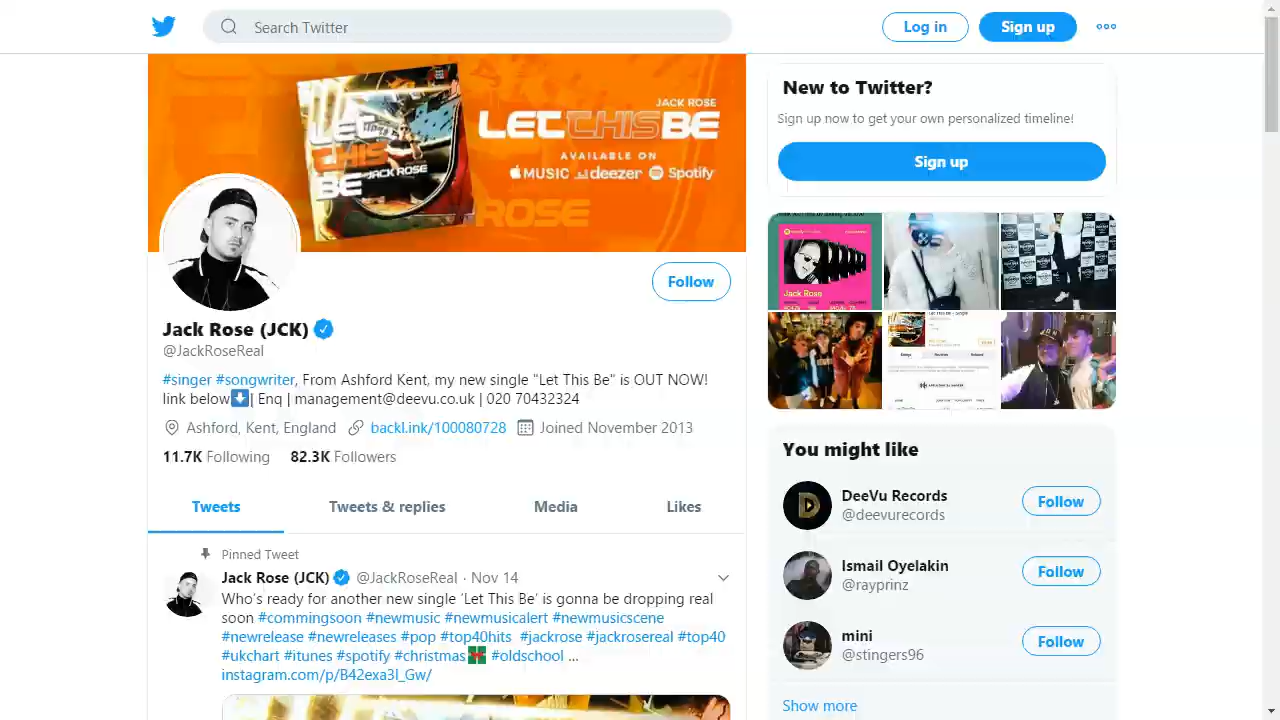 Search Twitter
Log in
Sign up
JACK ROSE
LET THIS BE
AVAILABLE ON
MUSIC deezer Spotify
LET
THIS
BE
JACK ROSE
ROSE
Follow
Jack Rose (JCK)
@JackRoseReal
#singer #songwriter, From Ashford Kent, my new single "Let This Be" is OUT NOW!
link below⬇| Enq | management@deevu.co.uk | 020 70432324
Ashford, Kent, England backl.ink/100080728 Joined November 2013
11.7K Following 82.3K Followers
Tweets Tweets & replies Media Likes
Pinned Tweet
Jack Rose (JCK) @JackRoseReal · Nov 14
Who's ready for another new single 'Let This Be' is gonna be dropping real
soon #commingsoon #newmusic #newmusicalert #newmusicscene
#newrelease #newreleases #pop #top40hits #jackrose #jackrosereal #top40
#ukchart #itunes #spotify #christmas🎁 #oldschool ...
instagram.com/p/B42exa3l_Gw/
New to Twitter?
Sign up now to get your own personalized timeline!
Sign up
Jack Rose
You might like
DeeVu Records
@deevurecords
Follow
Ismail Oyelakin
@rayprinz
Follow
mini
@stingers96
Follow
Show more